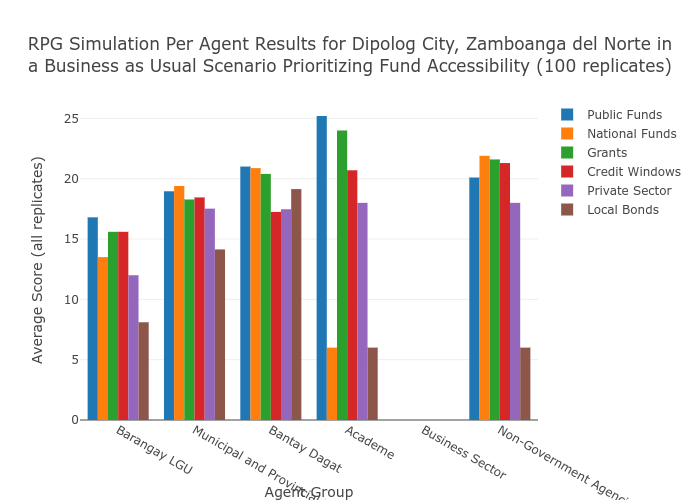 RPG Simulation Per Agent Results for Dipolog City, Zamboanga del Norte in
a Business as Usual Scenario Prioritizing Fund Accessibility (100 replicates)
Public Funds
National Funds
Grants
Credit Windows
Private Sector
Local Bonds
Average Score (all replicates)
25
20
15
10
5
0
Barangay LGU
Municipal and
Bantay Dagat
Academe
Business Sector
Non-Government
Agent Group